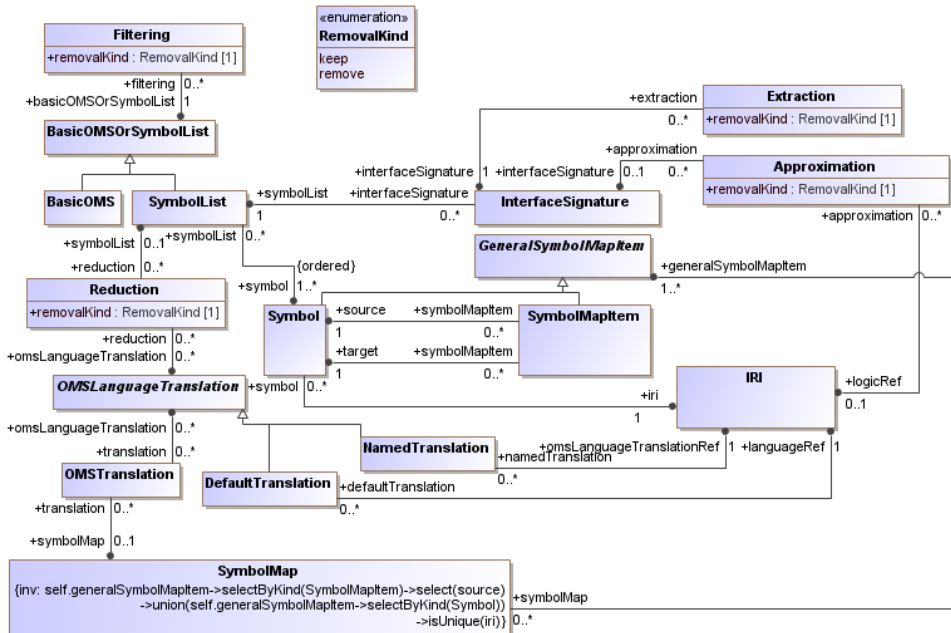 «enumeration»
RemovalKind
keep
remove
Filtering
+removalKind : RemovalKind [1]
+filtering 0..*
+basicOMSOrSymbolList 1
BasicOMSOrSymbolList
BasicOMS
SymbolList
+extraction
0..*
Extraction
+removalKind : RemovalKind [1]
+approximation
0..*
Approximation
+removalKind : RemovalKind [1]
+approximation
+interfaceSignature 1
+interfaceSignature 0..1
+symbolList
1
+interfaceSignature
0..*
InterfaceSignature
+symbolList 0..1
+symbolList 0..*
+reduction 0..*
Reduction
+removalKind : RemovalKind [1]
{ordered}
+symbol 1..*
GeneralSymbolMapItem
+generalSymbolMapItem
1..*
Symbol
+source
1
+symbolMapItem
0..*
+target
1
+symbolMapItem
0..*
SymbolMapItem
+reduction 0..*
+omsLanguageTranslation 0..*
OMSLanguageTranslation
+symbol 0..*
+iri
1
IRI
+logicRef
0..1
0..*
+omsLanguageTranslation 0..*
+translation 0..*
OMSTranslation
NamedTranslation
+omsLanguageTranslationRef 1
+languageRef 1
+namedTranslation
0..*
DefaultTranslation
+defaultTranslation
0..*
+translation 0..*
+symbolMap 0..1
SymbolMap
{inv: self.generalSymbolMapItem->selectByKind(SymbolMapItem)->select(source)
->union(self.generalSymbolMapItem->selectByKind(Symbol))
->isUnique(iri)}
+symbolMap
0..*